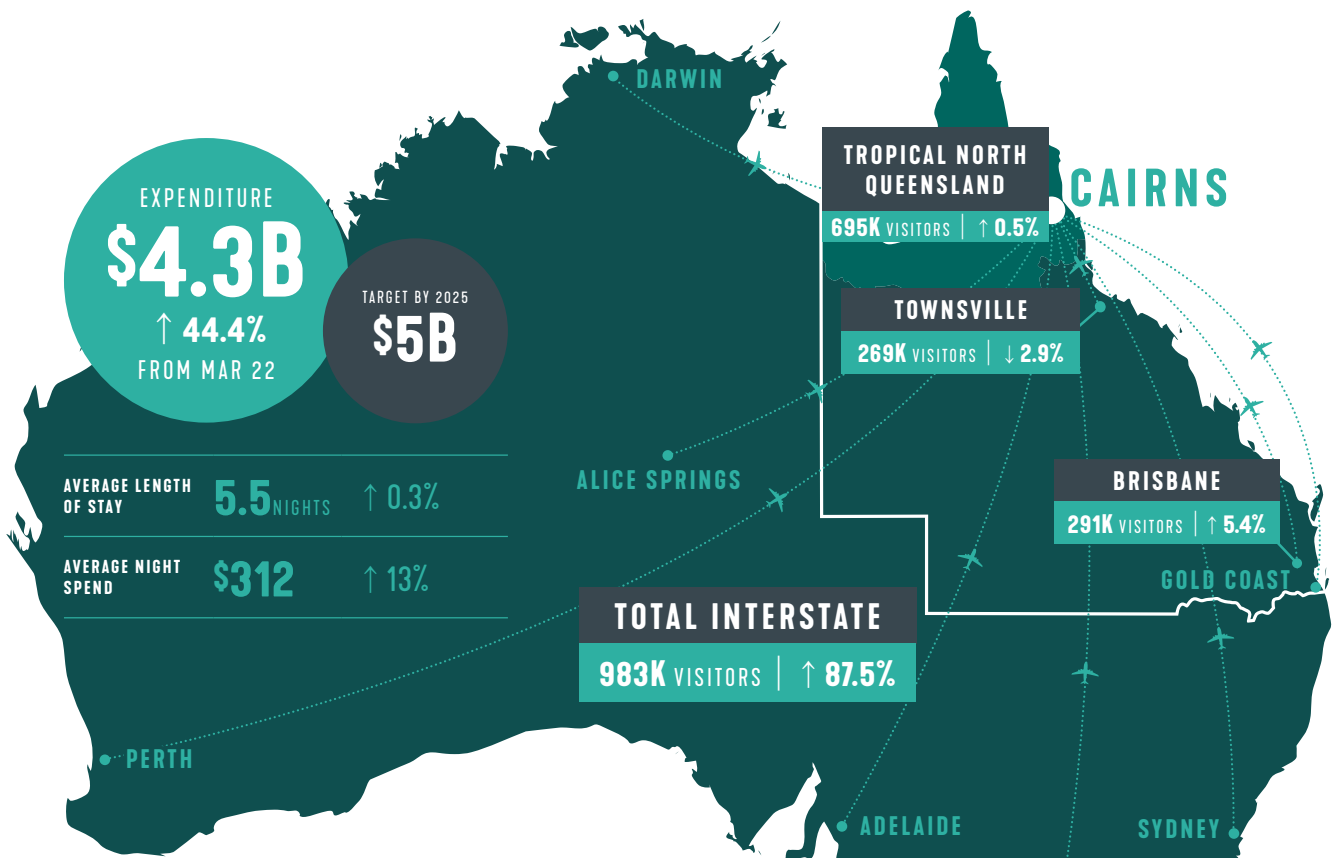 DARWIN
TROPICAL NORTH
QUEENSLAND
695K VISITORS | ↑ 0.5%
CAIRNS
EXPENDITURE
$4.3B
↑ 44.4%
FROM MAR 22
TARGET BY 2025
$5B
TOWNSVILLE
269K VISITORS | ↓ 2.9%
ALICE SPRINGS
BRISBANE
291K VISITORS | ↑ 5.4%
GOLD COAST
AVERAGE LENGTH
OF STAY
5.5 NIGHTS ↑ 0.3%
AVERAGE NIGHT
SPEND
$312 ↑ 13%
TOTAL INTERSTATE
983K VISITORS | ↑ 87.5%
PERTH
ADELAIDE
SYDNEY